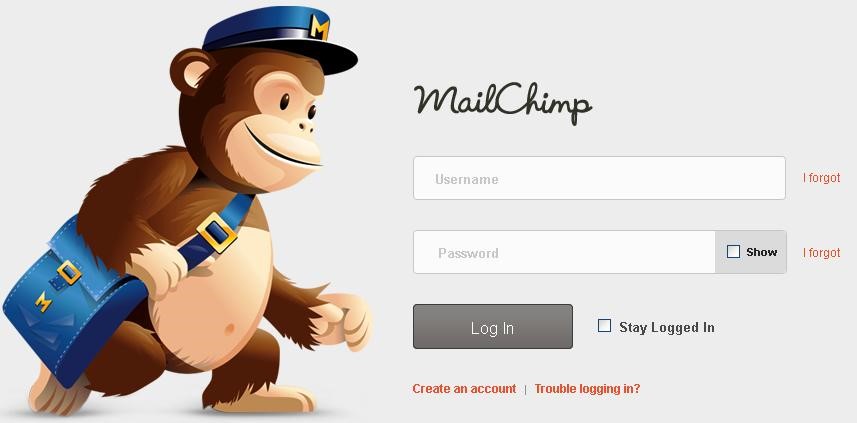 M
MailChimp
Username
I forgot
Password
Show
I forgot
M
Log In
Stay Logged In
Create an account | Trouble logging in?